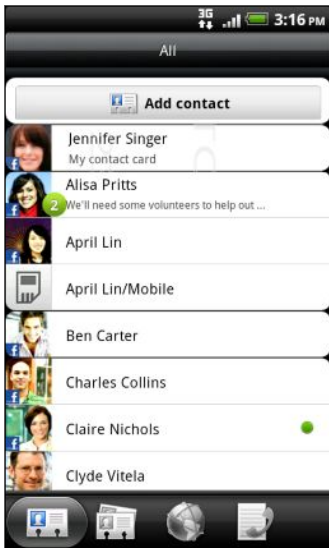 3G
3:16 PM
All
Add contact
Jennifer Singer
My contact card
Alisa Pritts
2
We'll need some volunteers to help out ...
April Lin
April Lin/Mobile
Ben Carter
Charles Collins
Claire Nichols
Clyde Vitela